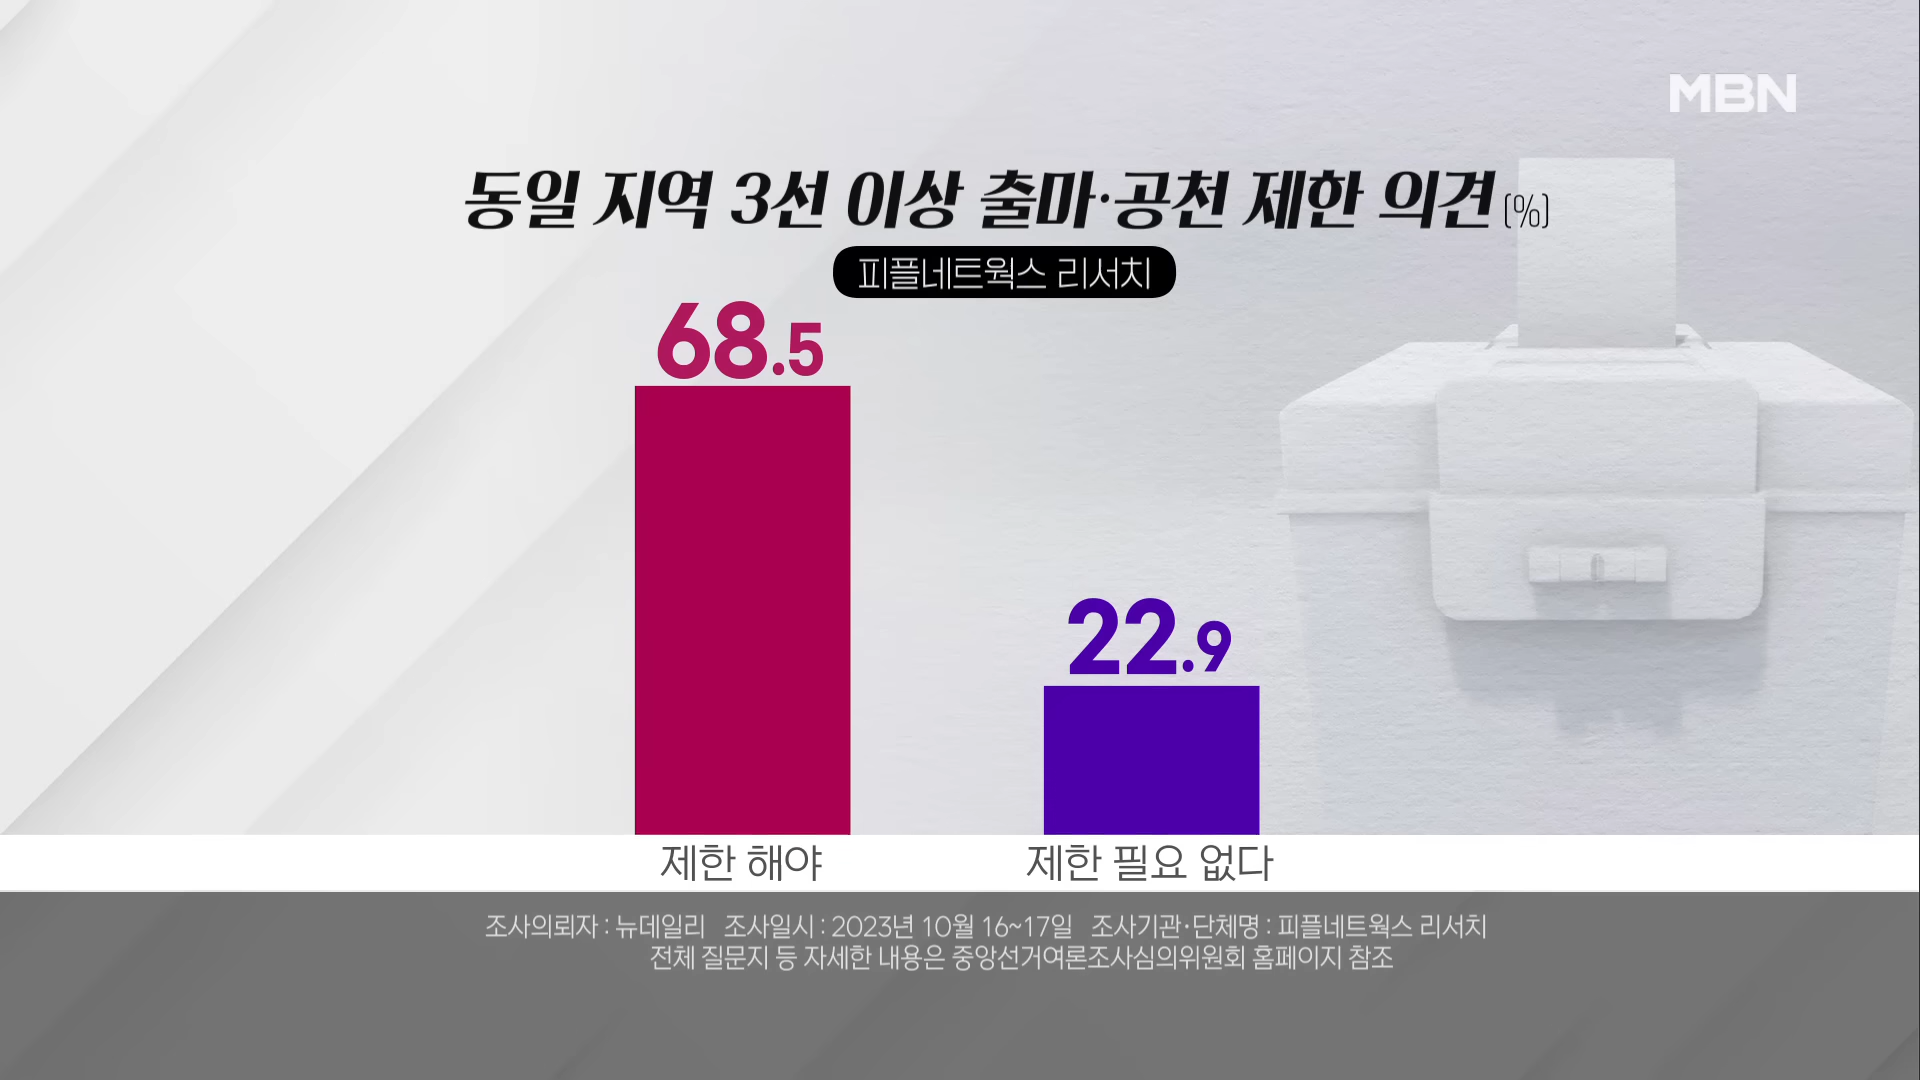 MBN
동일 지역 3선 이상 출마·공천 제한 의견 (%)
피플네트웍스 리서치
68.5
22.9
제한 해야 제한 필요 없다
조사의뢰자 : 뉴데일리 조사일시 : 2023년 10월 16~17일 조사기관·단체명 : 피플네트웍스 리서치
전체 질문지 등 자세한 내용은 중앙선거여론조사심의위원회 홈페이지 참조